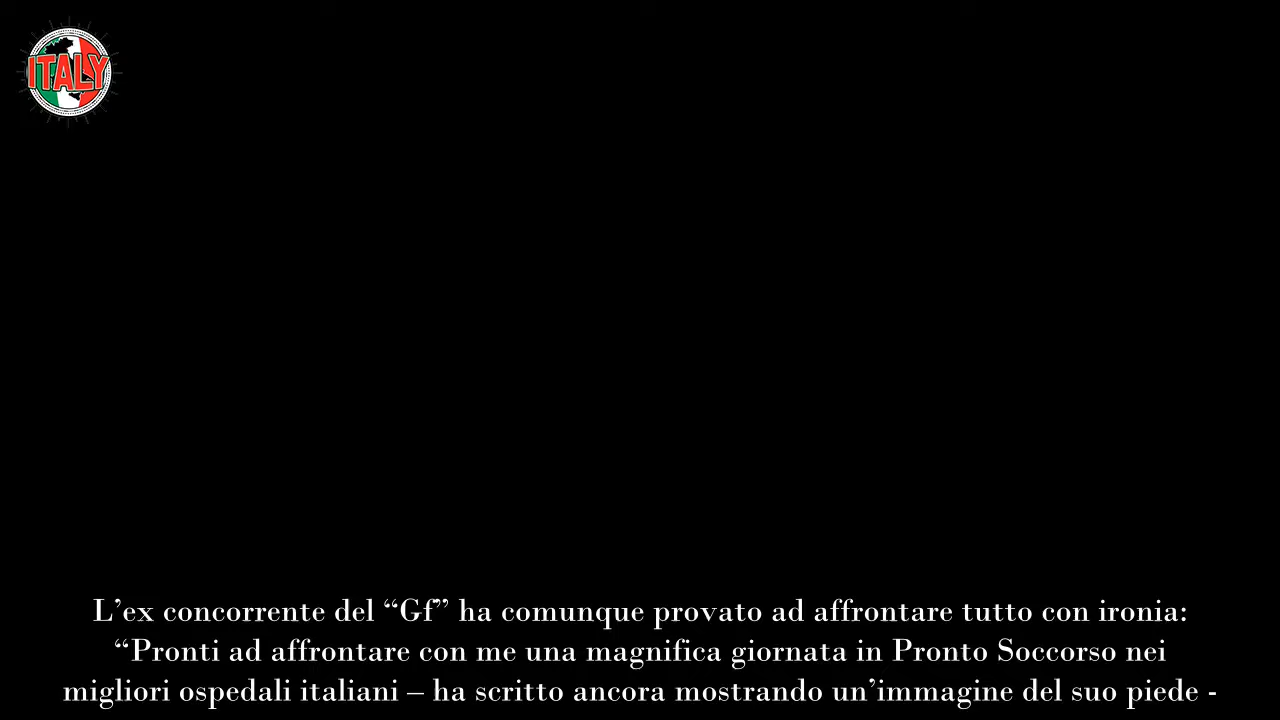 ITALY
L’ex concorrente del “Gf” ha comunque provato ad affrontare tutto con ironia:
“Pronti ad affrontare con me una magnifica giornata in Pronto Soccorso nei
migliori ospedali italiani – ha scritto ancora mostrando un’immagine del suo piede -